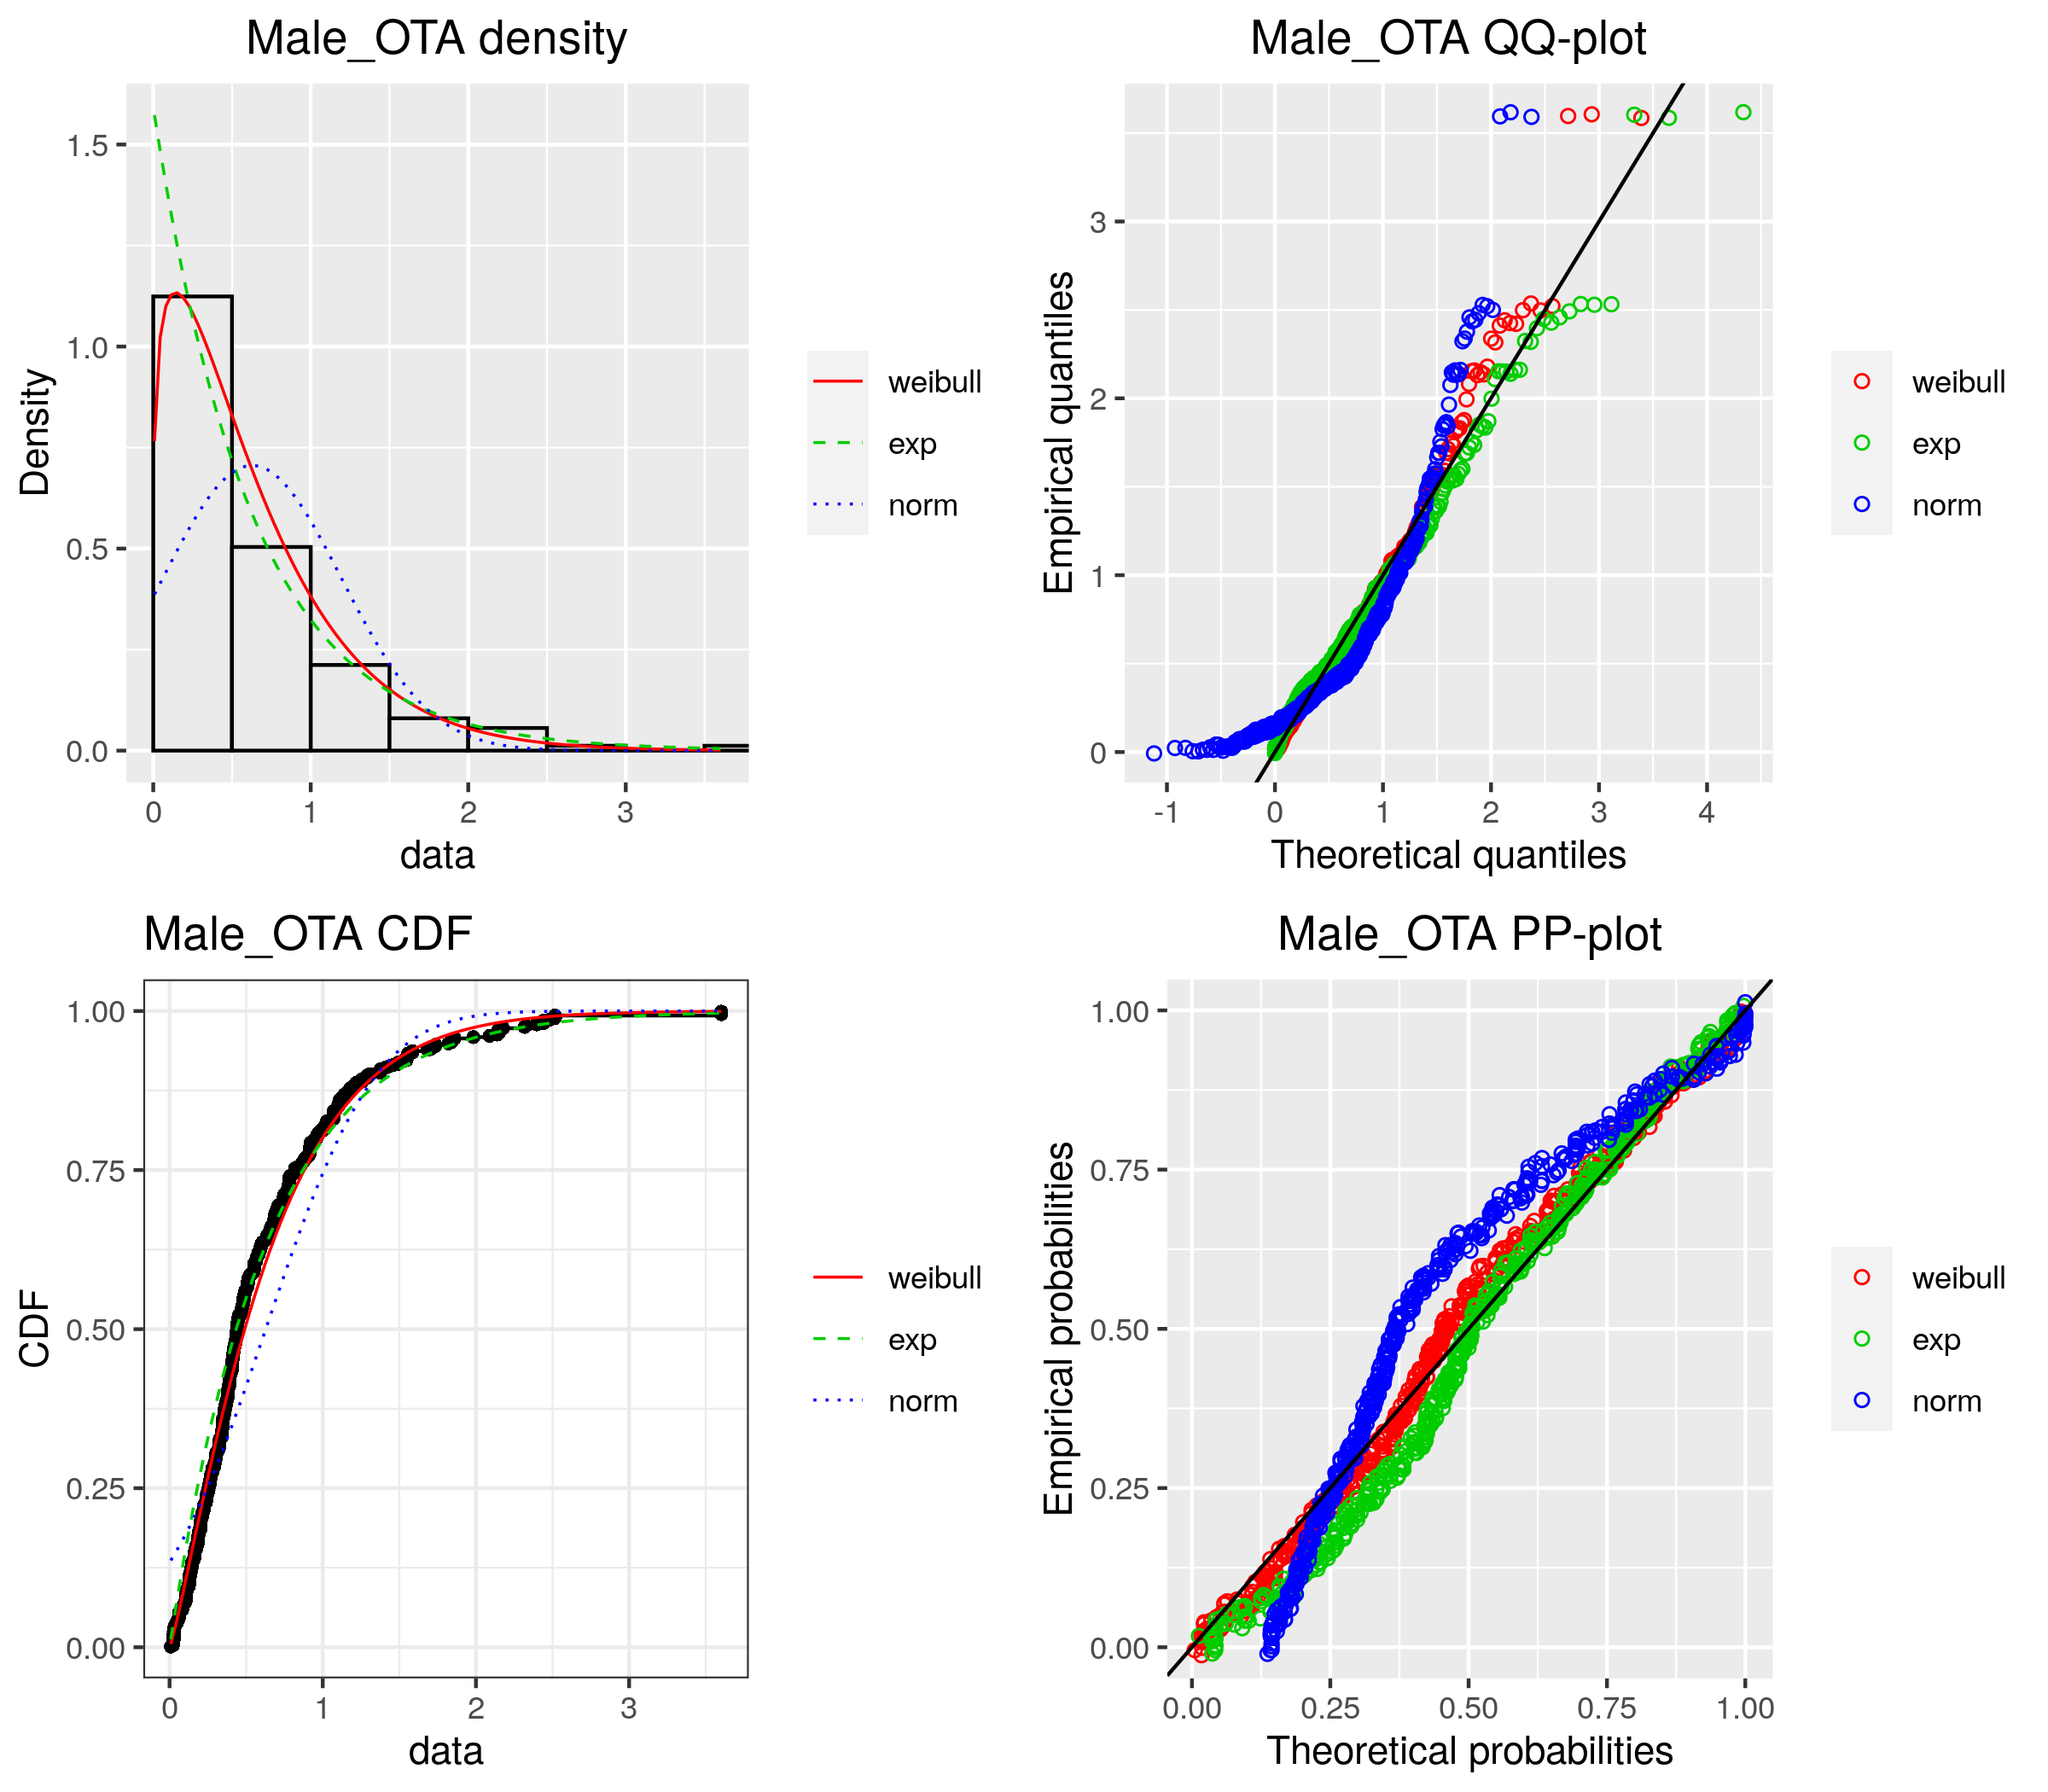 Male_OTA density
1.5
1.0
0.5
0.0
Density
0 1 2 3
data
weibull
exp
norm
Male_OTA QQ-plot
3
2
1
0
Empirical quantiles
-1 0 1 2 3 4
Theoretical quantiles
weibull
exp
norm
Male_OTA CDF
1.00
0.75
0.50
0.25
0.00
CDF
0 1 2 3
data
weibull
exp
norm
Male_OTA PP-plot
1.00
0.75
0.50
0.25
0.00
Empirical probabilities
0.00 0.25 0.50 0.75 1.00
Theoretical probabilities
weibull
exp
norm